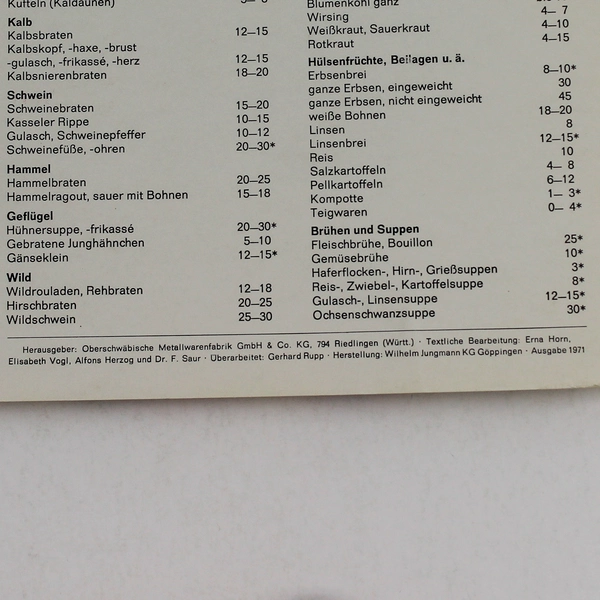 Kutteln (Kaldaunen)
Kalb
Kalbsbraten 12—15
Kalbskopf, -haxe, -brust
-gulasch, -frikassé, -herz 12—15
Kalbsnierenbraten 18—20
Schwein
Schweinebraten 15—20
Kasseler Rippe 10—15
Gulasch, Schweinepfeffer 10—12
Schweinefüße, -ohren 20—30*
Hammel
Hammelbraten 20—25
Hammelragout, sauer mit Bohnen 15—18
Geflügel
Hühnersuppe, -frikassé 20—30*
Gebratene Junghähnchen 5—10
Gänseklein 12—15*
Wild
Wildrouladen, Rehbraten 12—18
Hirschbraten 20—25
Wildschwein 25—30
Blumenkohl ganz
Wirsing 4— 7
Weißkraut, Sauerkraut 4—10
Rotkraut 4—15
Hülsenfrüchte, Beilagen u. ä.
Erbsenbrei 8—10*
ganze Erbsen, eingeweicht 30
ganze Erbsen, nicht eingeweicht 45
weiße Bohnen 18—20
Linsen 8
Linsenbrei 12—15*
Reis 10
Salzkartoffeln 4— 8
Pellkartoffeln 6—12
Kompotte 1— 3*
Teigwaren 0— 4*
Brühen und Suppen
Fleischbrühe, Bouillon 25*
Gemüsebrühe 10*
Haferflocken-, Hirn-, Grießsuppen 3*
Reis-, Zwiebel-, Kartoffelsuppe 8*
Gulasch-, Linsensuppe 12—15*
Ochsenschwanzsuppe 30*
Herausgeber: Oberschwäbische Metallwarenfabrik GmbH & Co. KG, 794 Riedlingen (Württ.) · Textliche Bearbeitung: Erna Horn,
Elisabeth Vogl, Alfons Herzog und Dr. F. Saur · Überarbeitet: Gerhard Rupp · Herstellung: Wilhelm Jungmann KG Göppingen · Ausgabe 1971